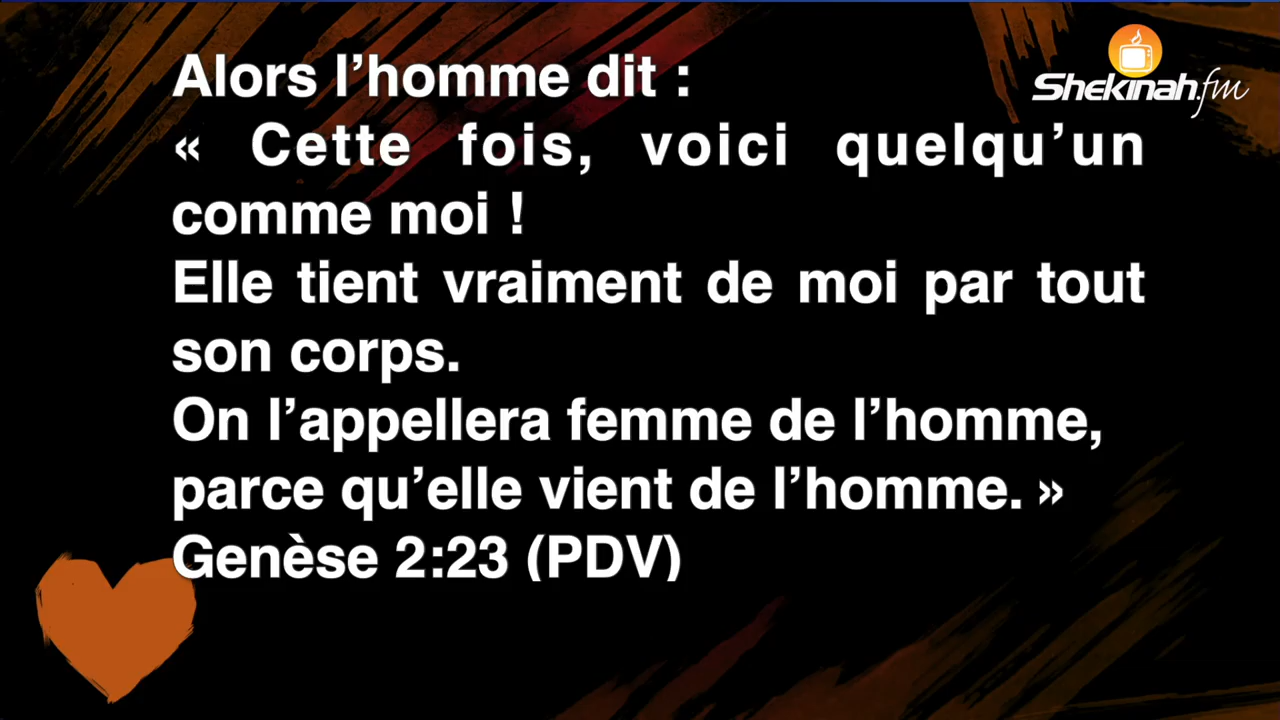 Shekinah.fm
Alors l’homme dit :
« Cette fois, voici quelqu’un
comme moi !
Elle tient vraiment de moi par tout
son corps.
On l’appellera femme de l’homme,
parce qu’elle vient de l’homme. »
Genèse 2:23 (PDV)